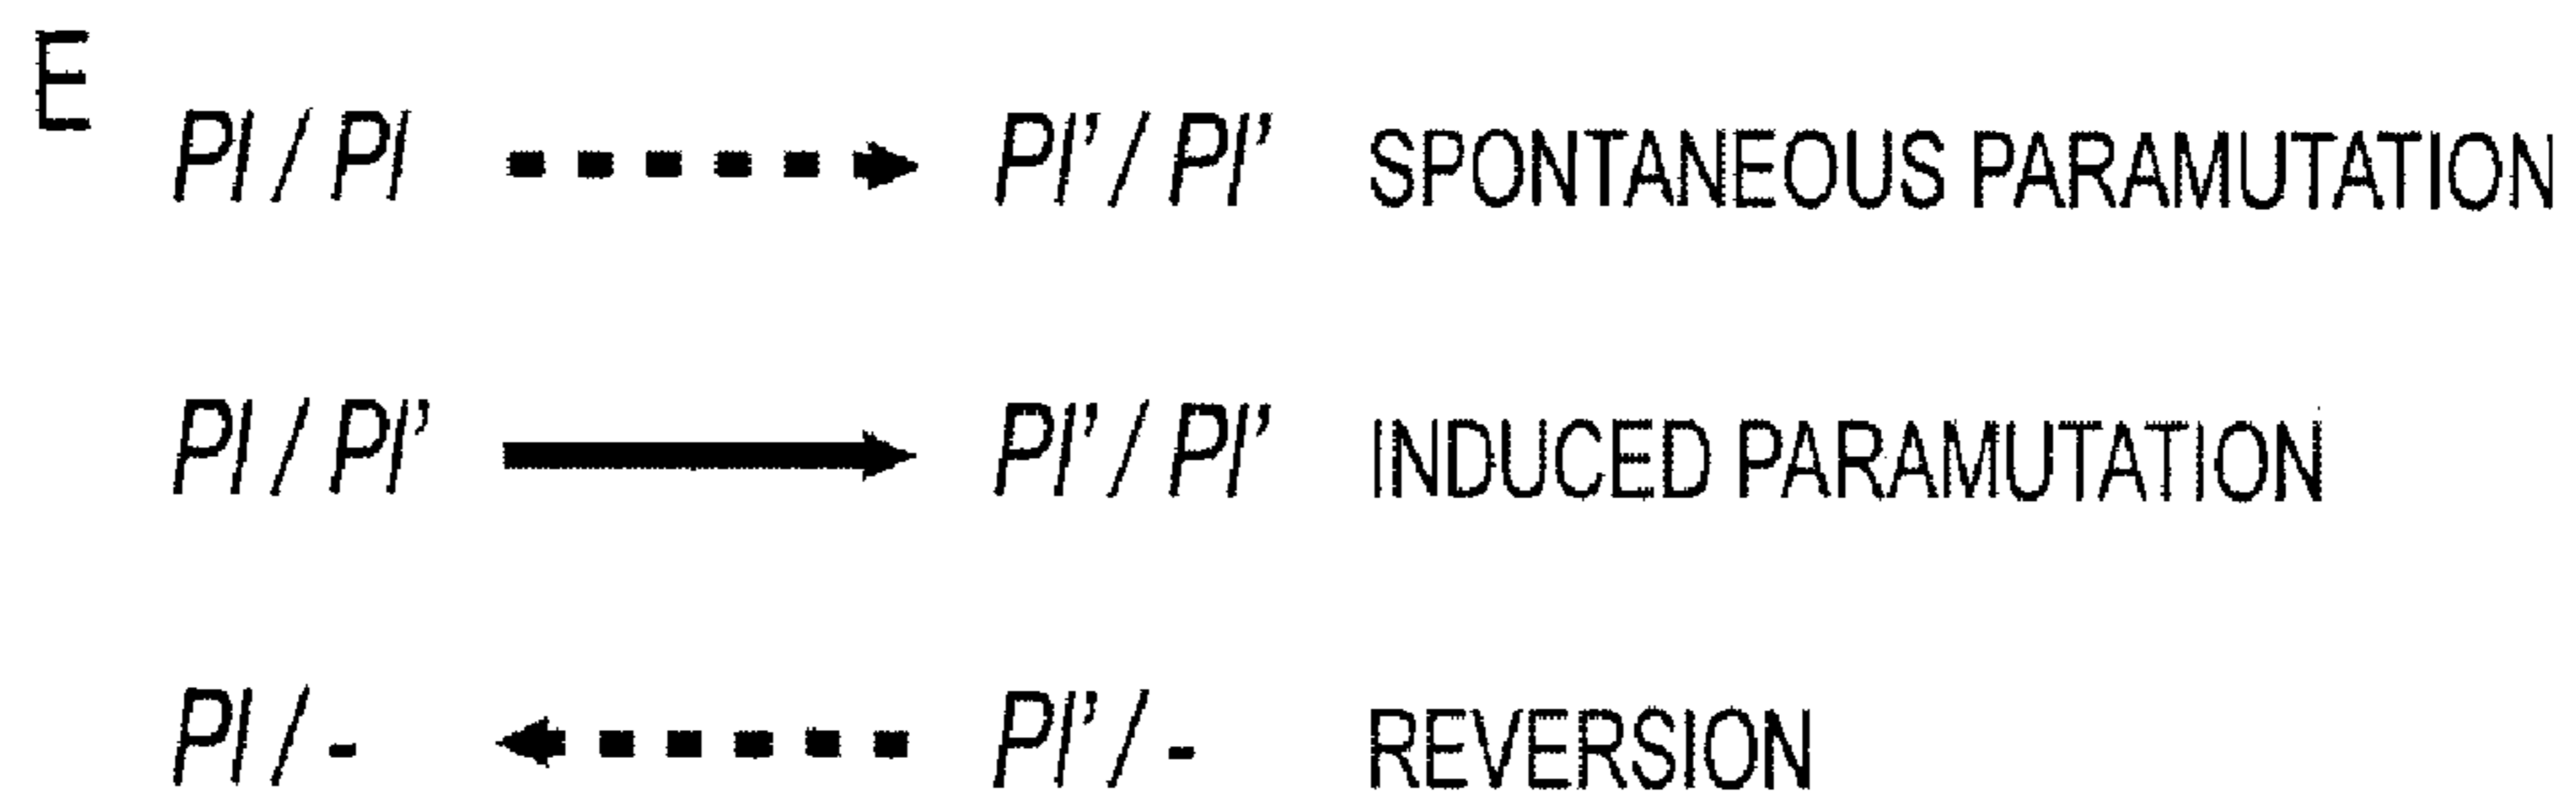 E
Pl / Pl Pl' / Pl' SPONTANEOUS PARAMUTATION
Pl / Pl' Pl' / Pl' INDUCED PARAMUTATION
Pl / - Pl' / - REVERSION